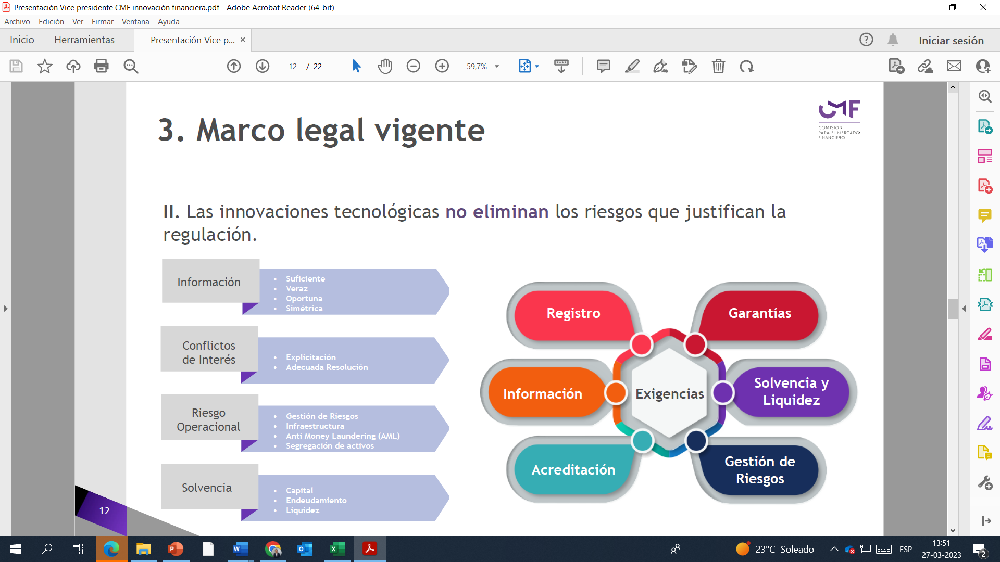 Presentación Vice presidente CMF innovación financiera.pdf - Adobe Acrobat Reader (64-bit)
Archivo Edición Ver Firmar Ventana Ayuda
Inicio Herramientas Presentación Vice p... Iniciar sesión
12 / 22 59,7%
3. Marco legal vigente
CMF
COMISIÓN
PARA EL MERCADO
FINANCIERO
II. Las innovaciones tecnológicas no eliminan los riesgos que justifican la
regulación.
Información
• Suficiente
• Veraz
• Oportuna
• Simétrica
Conflictos
de Interés
• Explicitación
• Adecuada Resolución
Riesgo
Operacional
• Gestión de Riesgos
• Infraestructura
• Anti Money Laundering (AML)
• Segregación de activos
Solvencia
• Capital
• Endeudamiento
• Liquidez
Registro
Garantías
Información
Exigencias
Solvencia y
Liquidez
Acreditación
Gestión de
Riesgos
12
23°C Soleado
ESP
13:51
27-03-2023
2